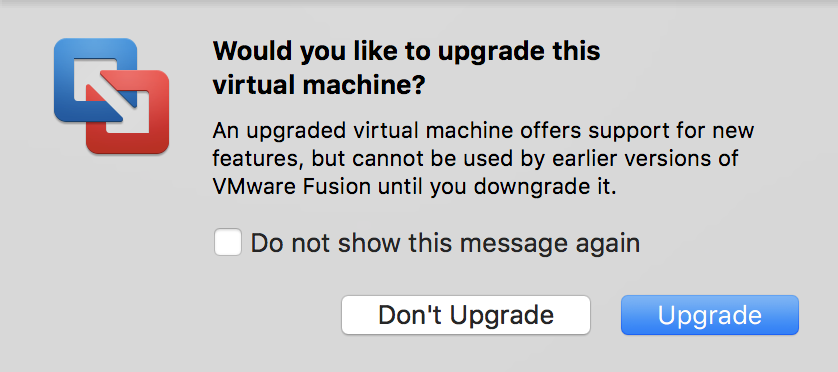 Would you like to upgrade this
virtual machine?
An upgraded virtual machine offers support for new
features, but cannot be used by earlier versions of
VMware Fusion until you downgrade it.
Do not show this message again
Don't Upgrade
Upgrade